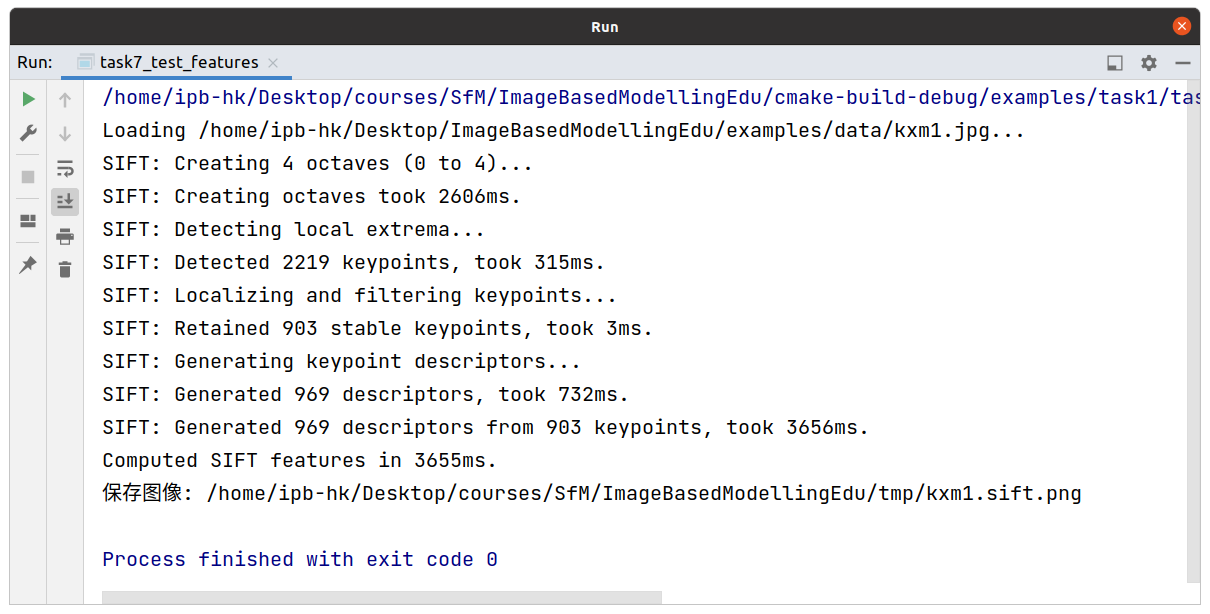 Run
Run: task7_test_features
/home/ipb-hk/Desktop/courses/SfM/ImageBasedModellingEdu/cmake-build-debug/examples/task1/tas
Loading /home/ipb-hk/Desktop/ImageBasedModellingEdu/examples/data/kxm1.jpg...
SIFT: Creating 4 octaves (0 to 4)...
SIFT: Creating octaves took 2606ms.
SIFT: Detecting local extrema...
SIFT: Detected 2219 keypoints, took 315ms.
SIFT: Localizing and filtering keypoints...
SIFT: Retained 903 stable keypoints, took 3ms.
SIFT: Generating keypoint descriptors...
SIFT: Generated 969 descriptors, took 732ms.
SIFT: Generated 969 descriptors from 903 keypoints, took 3656ms.
Computed SIFT features in 3655ms.
保存图像: /home/ipb-hk/Desktop/courses/SfM/ImageBasedModellingEdu/tmp/kxm1.sift.png
Process finished with exit code 0